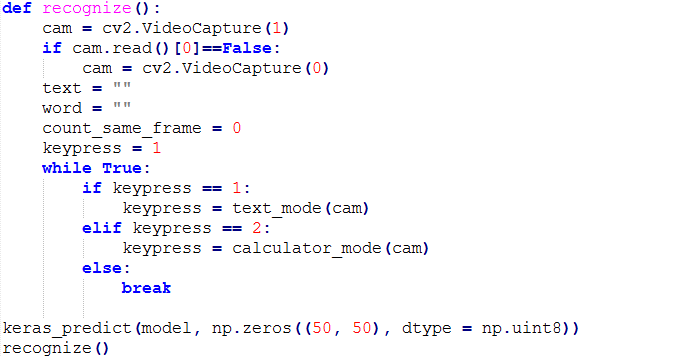 def recognize():
    cam = cv2.VideoCapture(1)
    if cam.read()[0]==False:
        cam = cv2.VideoCapture(0)
    text = ""
    word = ""
    count_same_frame = 0
    keypress = 1
    while True:
        if keypress == 1:
            keypress = text_mode(cam)
        elif keypress == 2:
            keypress = calculator_mode(cam)
        else:
            break

keras_predict(model, np.zeros((50, 50), dtype = np.uint8))
recognize()